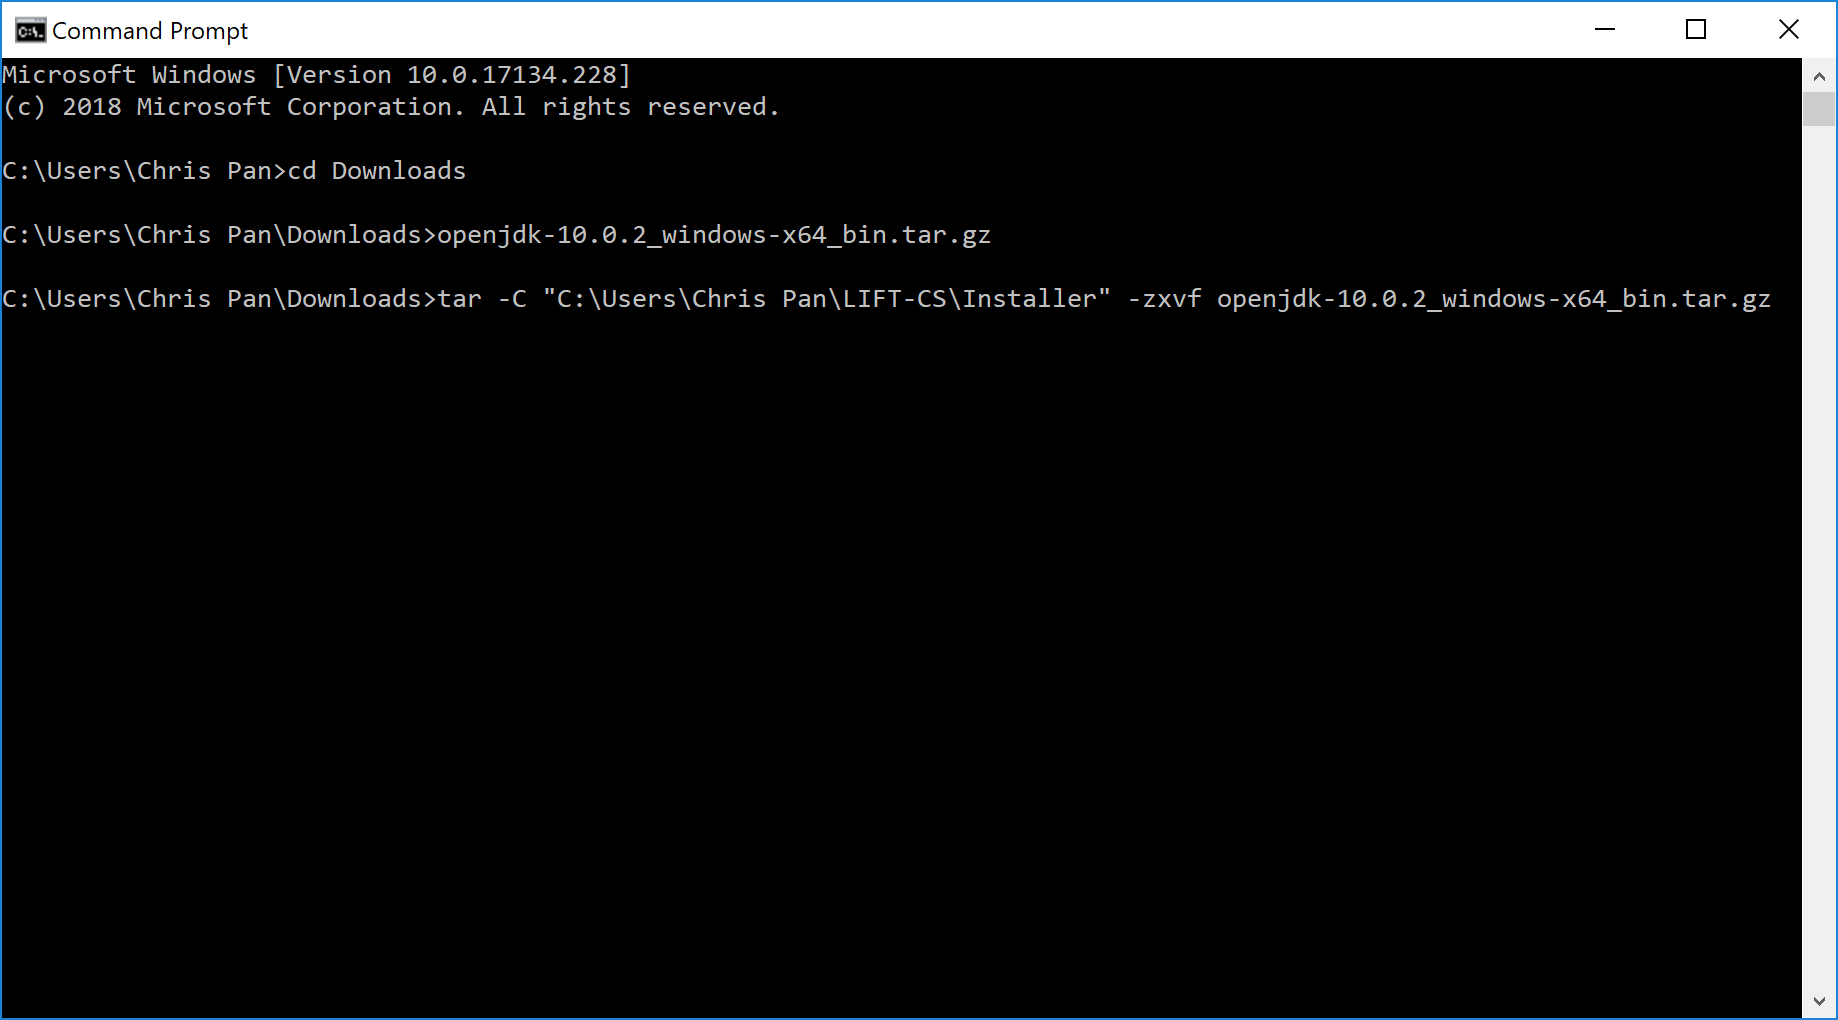 Command Prompt
Microsoft Windows [Version 10.0.17134.228]
(c) 2018 Microsoft Corporation. All rights reserved.
C:\Users\Chris Pan>cd Downloads
C:\Users\Chris Pan\Downloads>openjdk-10.0.2_windows-x64_bin.tar.gz
C:\Users\Chris Pan\Downloads>tar -C "C:\Users\Chris Pan\LIFT-CS\Installer" -zxvf openjdk-10.0.2_windows-x64_bin.tar.gz